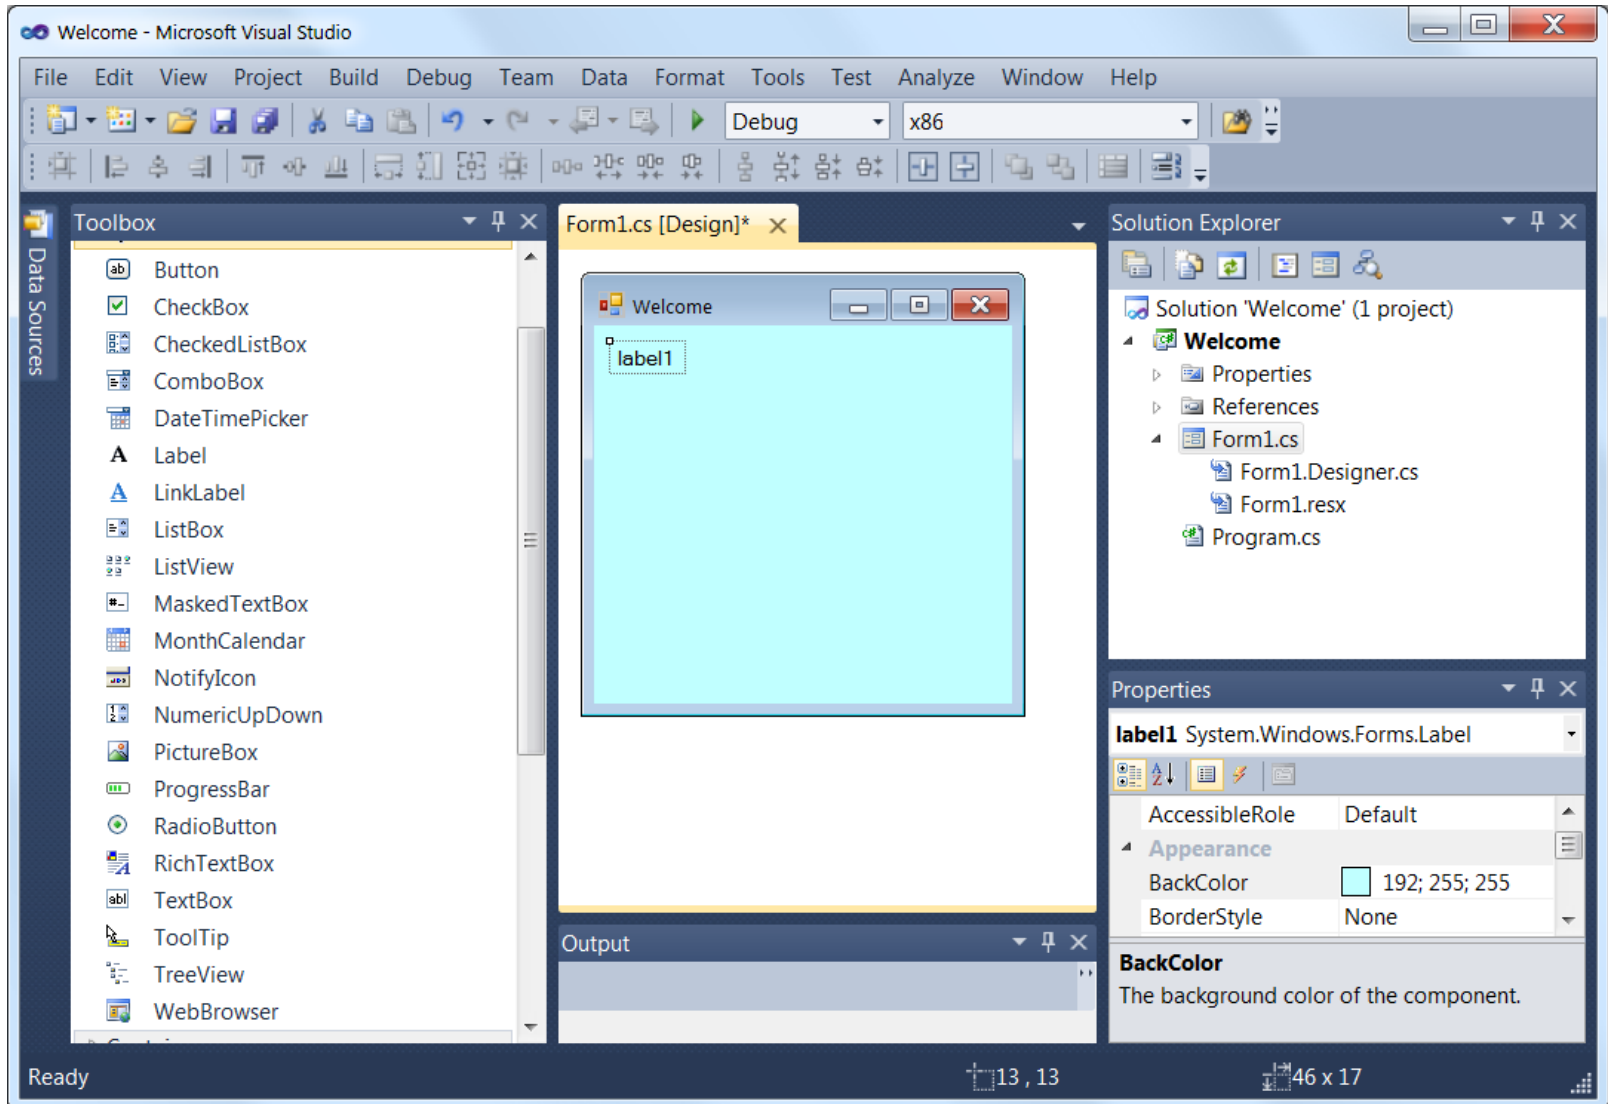 Welcome - Microsoft Visual Studio
File Edit View Project Build Debug Team Data Format Tools Test Analyze Window Help
Debug x86
Data Sources
Toolbox
Button
CheckBox
CheckedListBox
ComboBox
DateTimePicker
Label
LinkLabel
ListBox
ListView
MaskedTextBox
MonthCalendar
NotifyIcon
NumericUpDown
PictureBox
ProgressBar
RadioButton
RichTextBox
TextBox
ToolTip
TreeView
WebBrowser
Form1.cs [Design]*
Welcome
label1
Output
Solution Explorer
Solution 'Welcome' (1 project)
Welcome
Properties
References
Form1.cs
Form1.Designer.cs
Form1.resx
Program.cs
Properties
label1 System.Windows.Forms.Label
AccessibleRole Default
Appearance
BackColor 192; 255; 255
BorderStyle None
BackColor
The background color of the component.
Ready 13 , 13 46 x 17